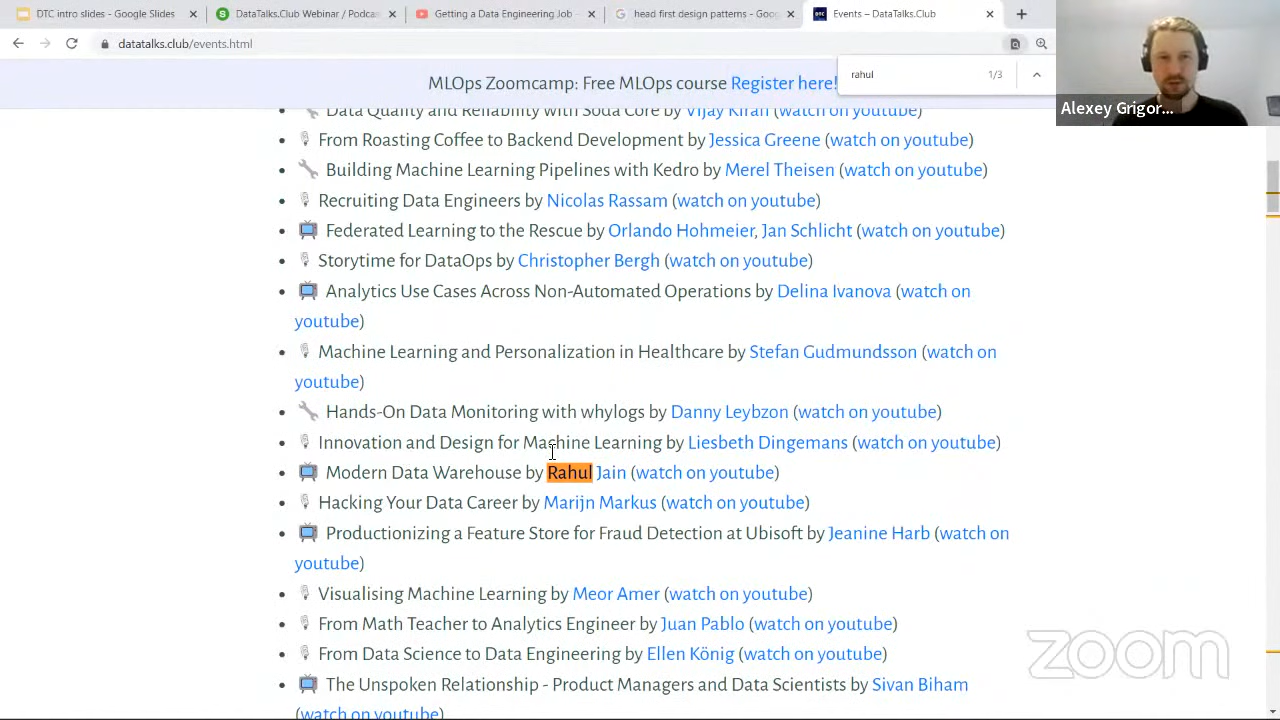 DTC intro slides - Google Slides
DataTalks.Club Webinar / Podcas
Getting a Data Engineering
head first design patterns - Goog
Events – DataTalks.Club
datatalks.club/events.html
rahul 1/3
MLOps Zoomcamp: Free MLOps course Register here!
Alexey Grigor...
Data Quality and Reliability with Soda Core by Vijay Kiran (watch on youtube)
From Roasting Coffee to Backend Development by Jessica Greene (watch on youtube)
Building Machine Learning Pipelines with Kedro by Merel Theisen (watch on youtube)
Recruiting Data Engineers by Nicolas Rassam (watch on youtube)
Federated Learning to the Rescue by Orlando Hohmeier, Jan Schlicht (watch on youtube)
Storytime for DataOps by Christopher Bergh (watch on youtube)
Analytics Use Cases Across Non-Automated Operations by Delina Ivanova (watch on
youtube)
Machine Learning and Personalization in Healthcare by Stefan Gudmundsson (watch on
youtube)
Hands-On Data Monitoring with whylogs by Danny Leybzon (watch on youtube)
Innovation and Design for Machine Learning by Liesbeth Dingemans (watch on youtube)
Modern Data Warehouse by Rahul Jain (watch on youtube)
Hacking Your Data Career by Marijn Markus (watch on youtube)
Productionizing a Feature Store for Fraud Detection at Ubisoft by Jeanine Harb (watch on
youtube)
Visualising Machine Learning by Meor Amer (watch on youtube)
From Math Teacher to Analytics Engineer by Juan Pablo (watch on youtube)
From Data Science to Data Engineering by Ellen König (watch on youtube)
The Unspoken Relationship - Product Managers and Data Scientists by Sivan Biham
(watch on youtube)
zoom